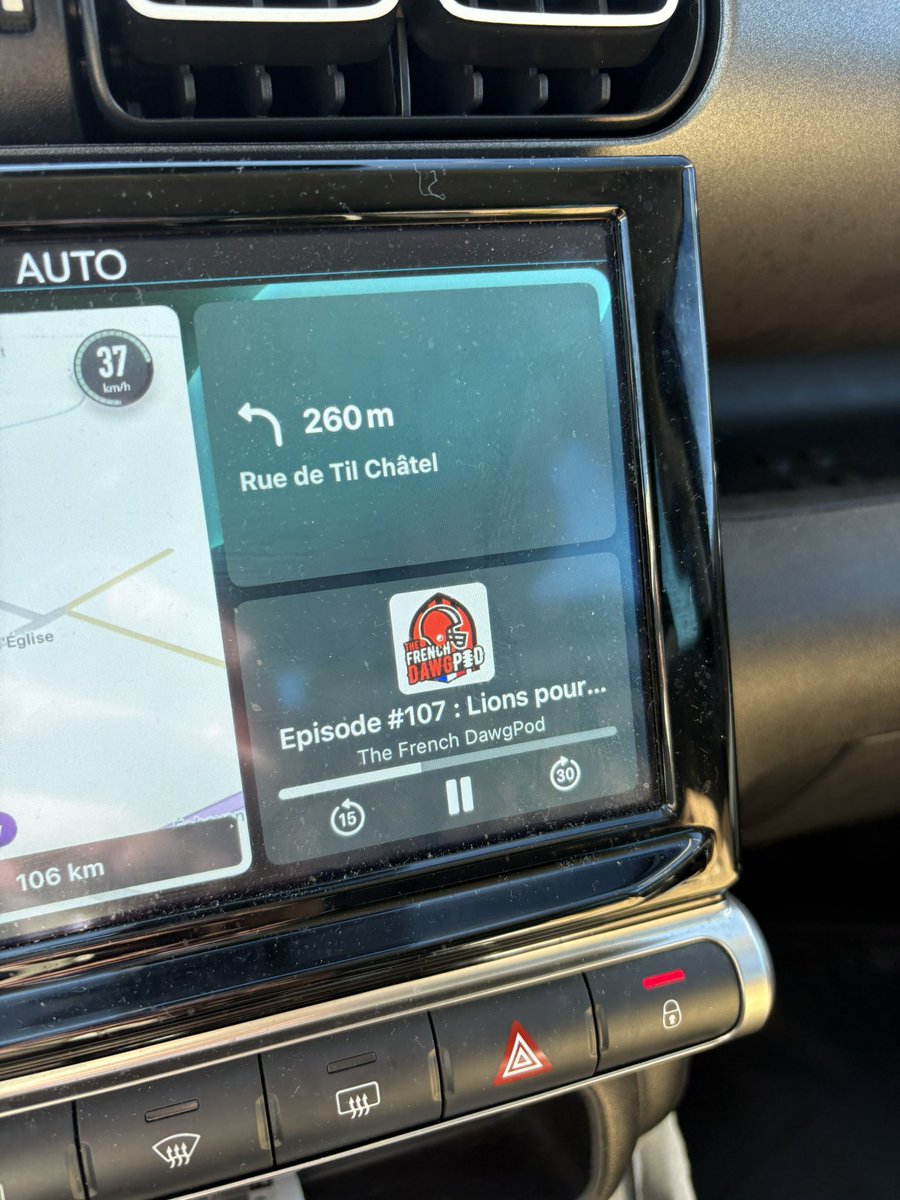 AUTO
37
km/h
260 m
Rue de Til Châtel
l'Église
THE
FRENCH
DAWGPOD
Episode #107 : Lions pour...
The French DawgPod
15
30
106 km